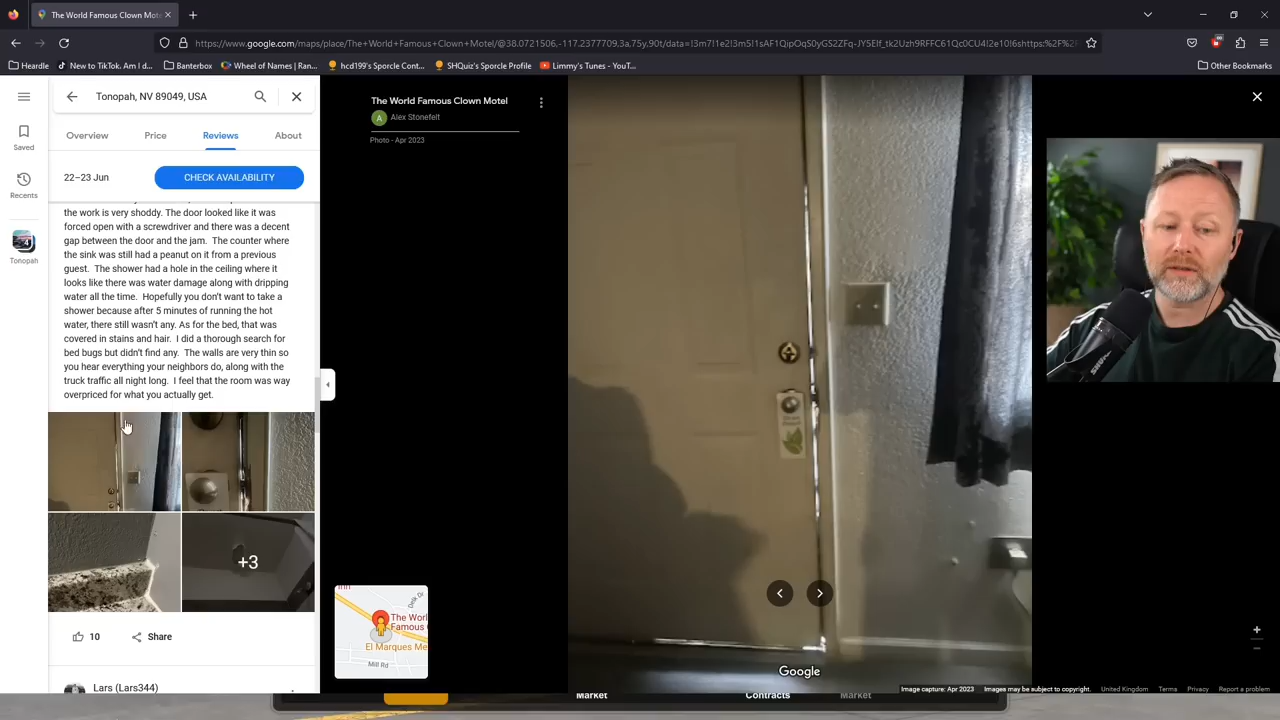 The World Famous Clown Mote
https://www.google.com/maps/place/The+World+Famous+Clown+Motel/@38.0721506,-117.2377709,3a,75y,90t/data=
Heardle
New to TikTok. Am I d...
Banterbox
Wheel of Names | Ran...
hcd199's Sporcle Cont...
SHQuiz's Sporcle Profile
Limmy's Tunes - YouT...
Other Bookmarks
Tonopah, NV 89049, USA
Saved
Recents
4
Tonopah
Overview
Price
Reviews
About
22–23 Jun
CHECK AVAILABILITY
the work is very shoddy. The door looked like it was
forced open with a screwdriver and there was a decent
gap between the door and the jam. The counter where
the sink was still had a peanut on it from a previous
guest. The shower had a hole in the ceiling where it
looks like there was water damage along with dripping
water all the time. Hopefully you don't want to take a
shower because after 5 minutes of running the hot
water, there still wasn't any. As for the bed, that was
covered in stains and hair. I did a thorough search for
bed bugs but didn't find any. The walls are very thin so
you hear everything your neighbors do, along with the
truck traffic all night long. I feel that the room was way
overpriced for what you actually get.
+3
10
Share
Lars (Lars344)
The World Famous Clown Motel
A
Alex Stonefelt
Photo - Apr 2023
Inn
The Worl
Famous C
El Marques Me
Mill Rd
Google
Image capture: Apr 2023
Images may be subject to copyright.
United Kingdom
Terms
Privacy
Report a problem
Market
Contracts
Market
SHURE